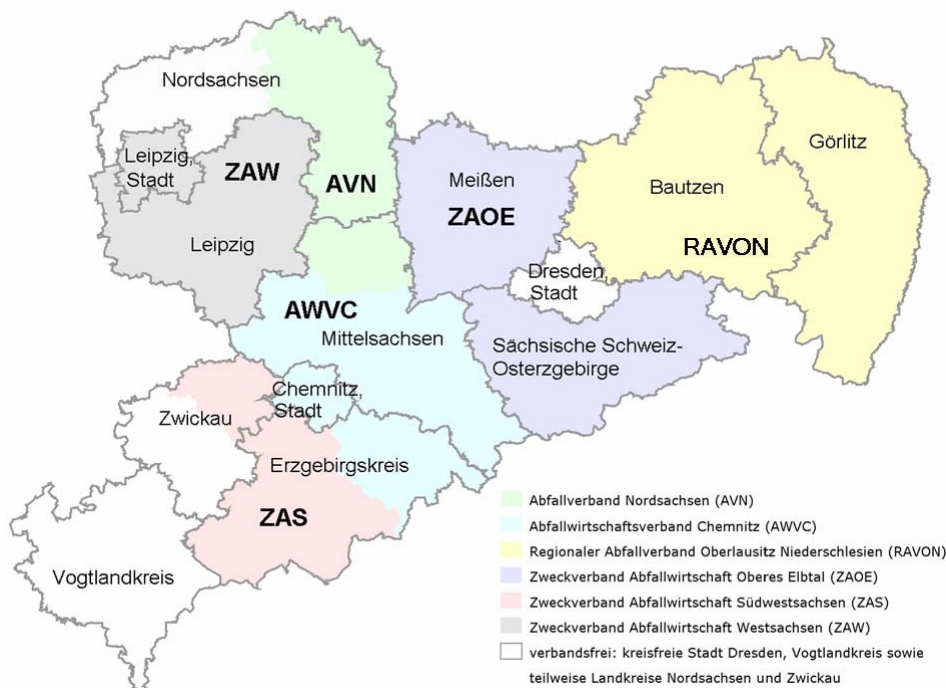 Nordsachsen
Leipzig,
Stadt
ZAW
AVN
Leipzig
Meißen
ZAOE
Görlitz
Bautzen
RAVON
Dresden,
Stadt
AWVC
Mittelsachsen
Sächsische Schweiz-
Osterzgebirge
Chemnitz,
Stadt
Zwickau
Erzgebirgskreis
ZAS
Vogtlandkreis
Abfallverband Nordsachsen (AVN)
Abfallwirtschaftsverband Chemnitz (AWVC)
Regionaler Abfallverband Oberlausitz Niederschlesien (RAVON)
Zweckverband Abfallwirtschaft Oberes Elbtal (ZAOE)
Zweckverband Abfallwirtschaft Südwestsachsen (ZAS)
Zweckverband Abfallwirtschaft Westsachsen (ZAW)
verbandsfrei: kreisfreie Stadt Dresden, Vogtlandkreis sowie
teilweise Landkreise Nordsachsen und Zwickau